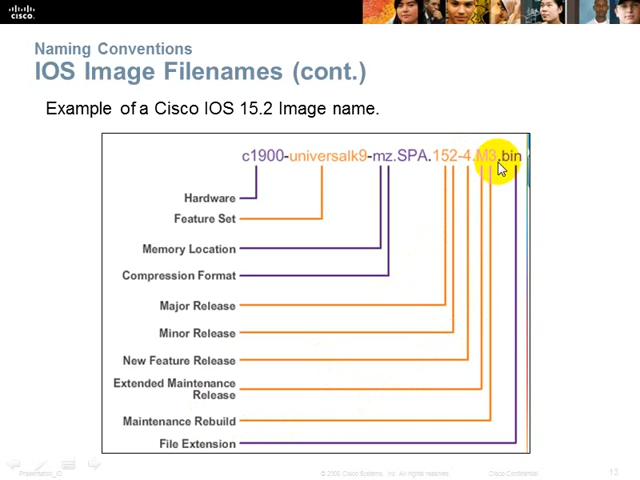 CISCO
Naming Conventions
IOS Image Filenames (cont.)
Example of a Cisco IOS 15.2 Image name.
c1900-universalk9-mz.SPA.152-4.M3.bin
Hardware
Feature Set
Memory Location
Compression Format
Major Release
Minor Release
New Feature Release
Extended Maintenance
Release
Maintenance Rebuild
File Extension
Presentation_ID
© 2008 Cisco Systems, Inc. All rights reserved.
Cisco Confidential
13